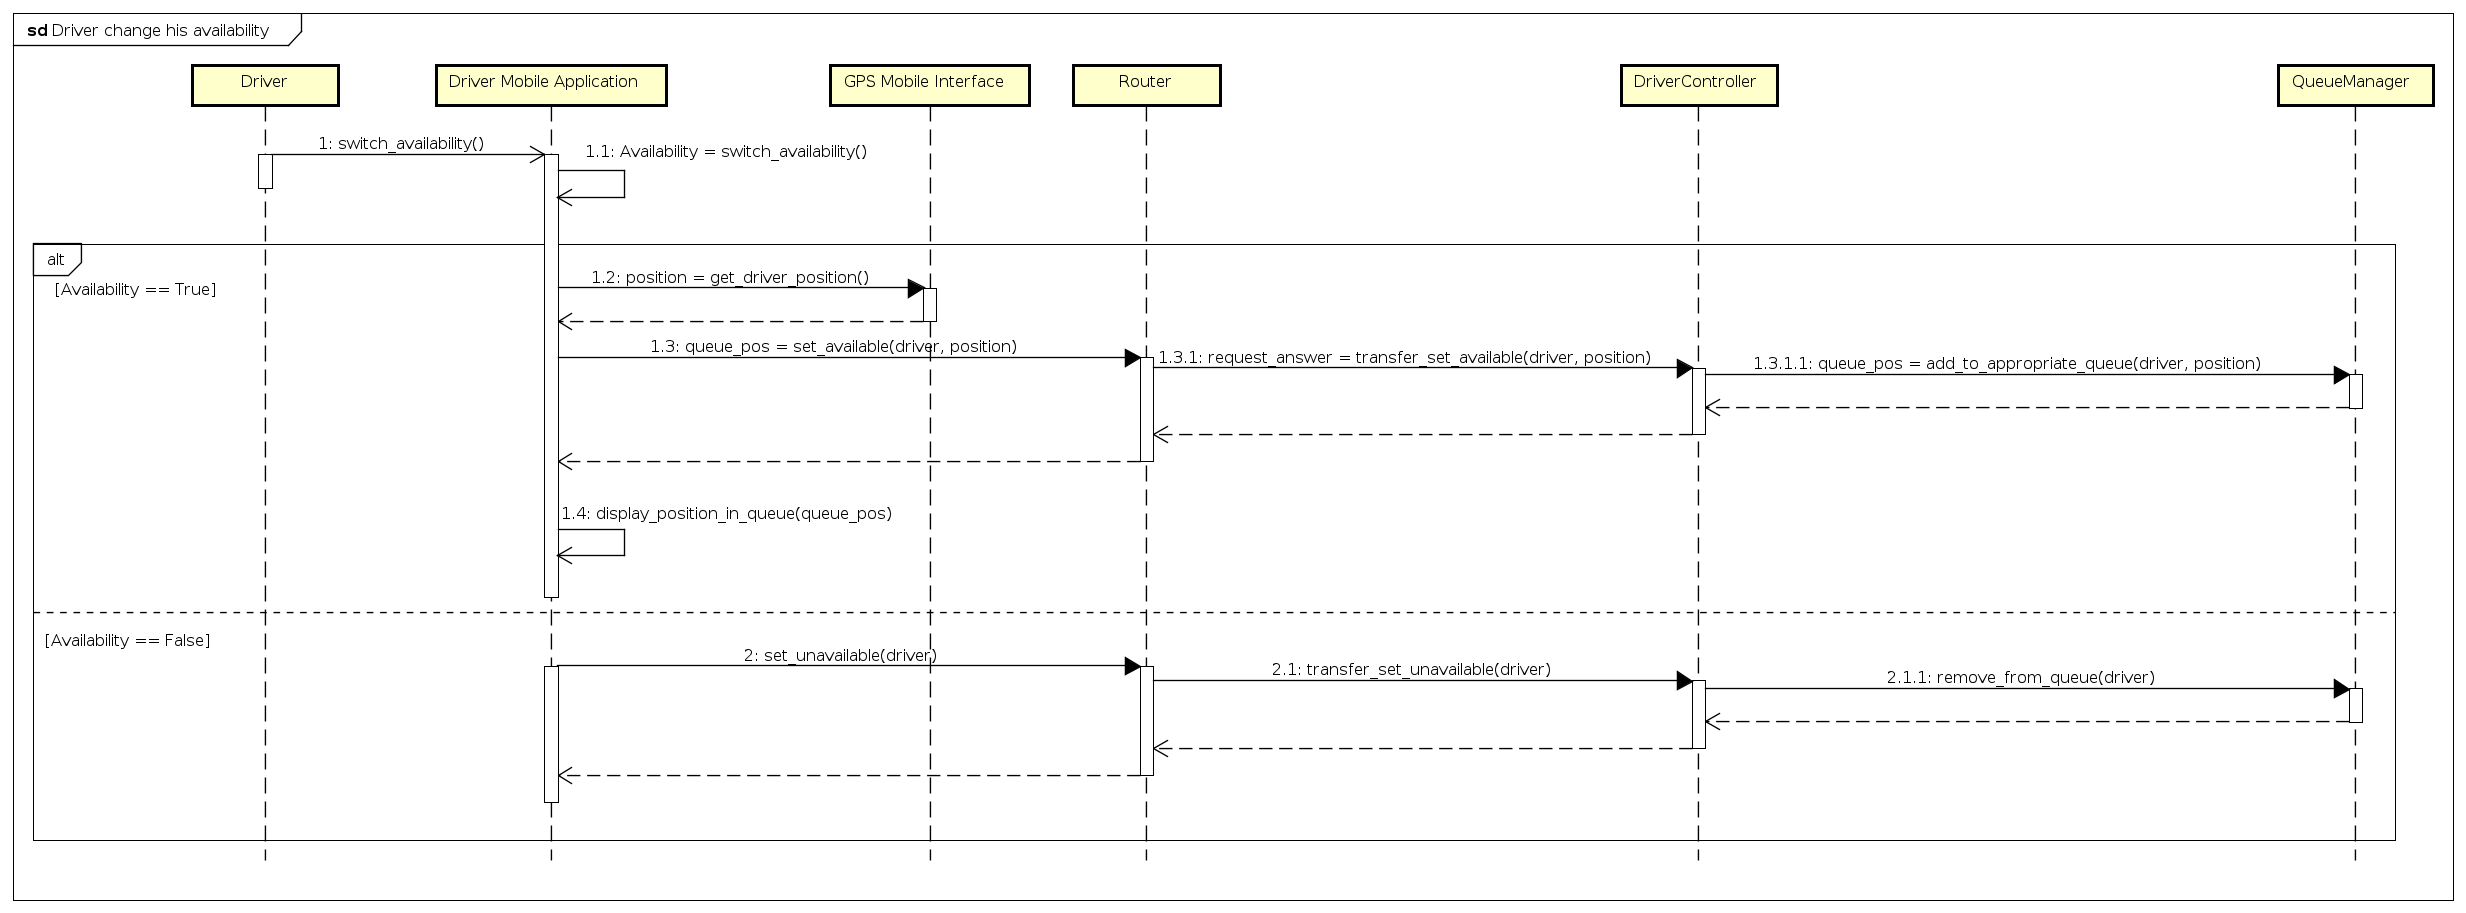 sd Driver change his availability
Driver
Driver Mobile Application
GPS Mobile Interface
Router
DriverController
QueueManager
1: switch_availability()
1.1: Availability = switch_availability()
alt
[Availability == True]
1.2: position = get_driver_position()
1.3: queue_pos = set_available(driver, position)
1.3.1: request_answer = transfer_set_available(driver, position)
1.3.1.1: queue_pos = add_to_appropriate_queue(driver, position)
1.4: display_position_in_queue(queue_pos)
[Availability == False]
2: set_unavailable(driver)
2.1: transfer_set_unavailable(driver)
2.1.1: remove_from_queue(driver)